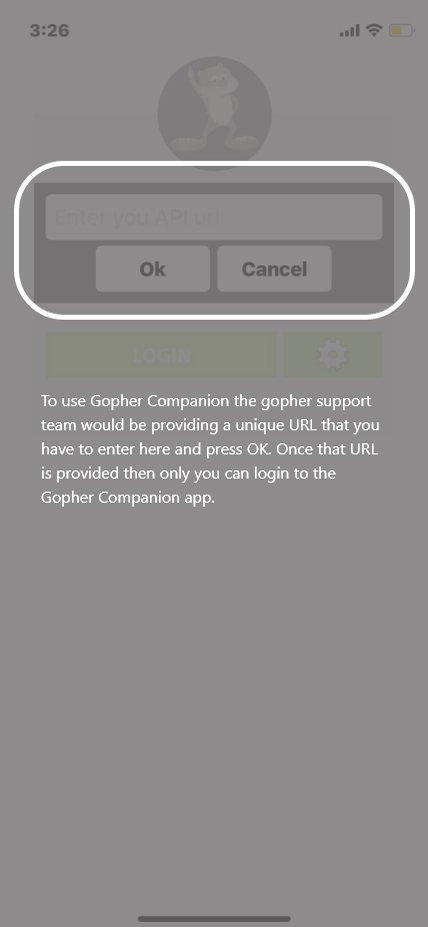 3:26
Enter you API url
Ok Cancel
LOGIN
To use Gopher Companion the gopher support
team would be providing a unique URL that you
have to enter here and press OK. Once that URL
is provided then only you can login to the
Gopher Companion app.